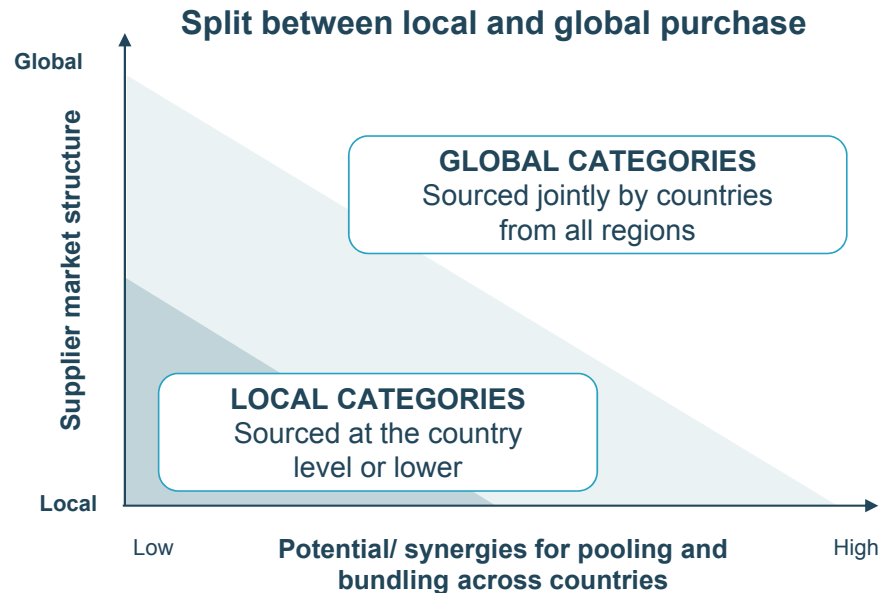 Split between local and global purchase
Global
Supplier market structure
GLOBAL CATEGORIES
Sourced jointly by countries
from all regions
LOCAL CATEGORIES
Sourced at the country
level or lower
Local
Low
Potential/ synergies for pooling and
bundling across countries
High